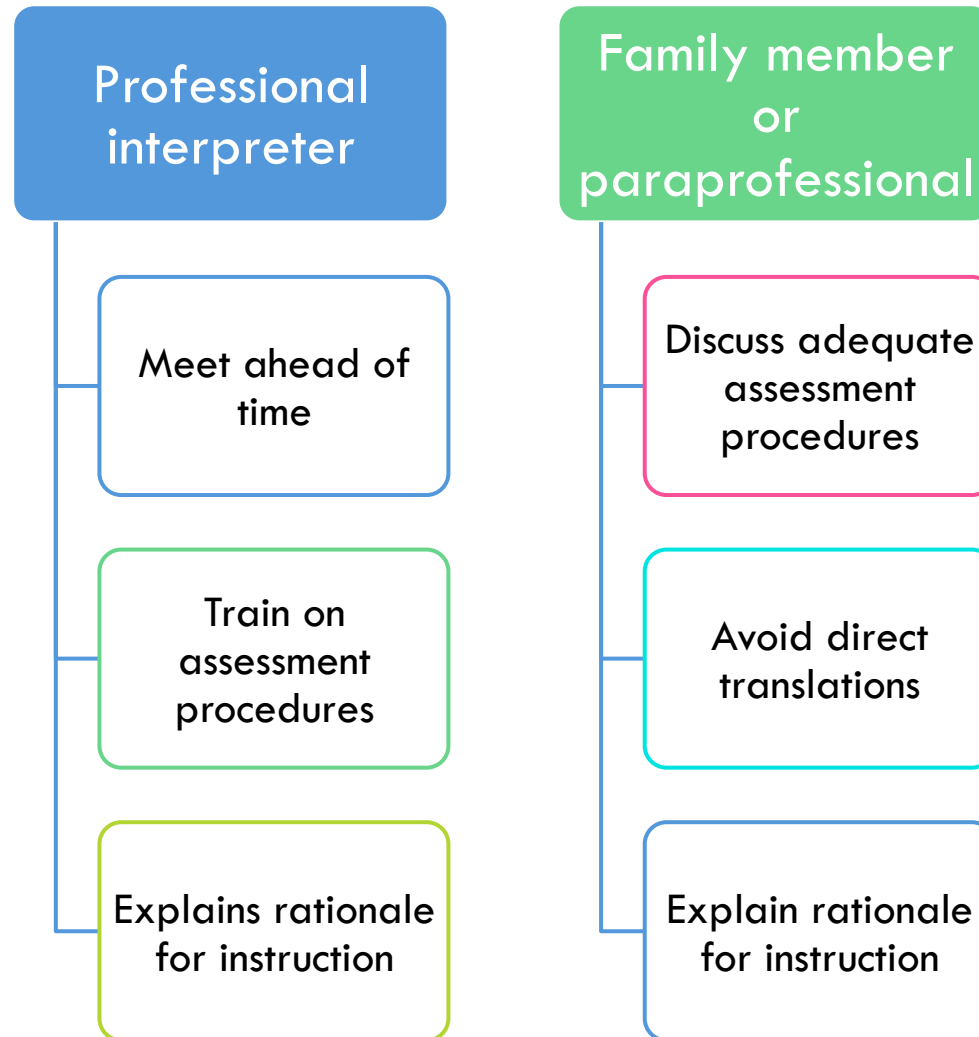 Professional
interpreter
Meet ahead of
time
Train on
assessment
procedures
Explains rationale
for instruction
Family member
or
paraprofessional
Discuss adequate
assessment
procedures
Avoid direct
translations
Explain rationale
for instruction